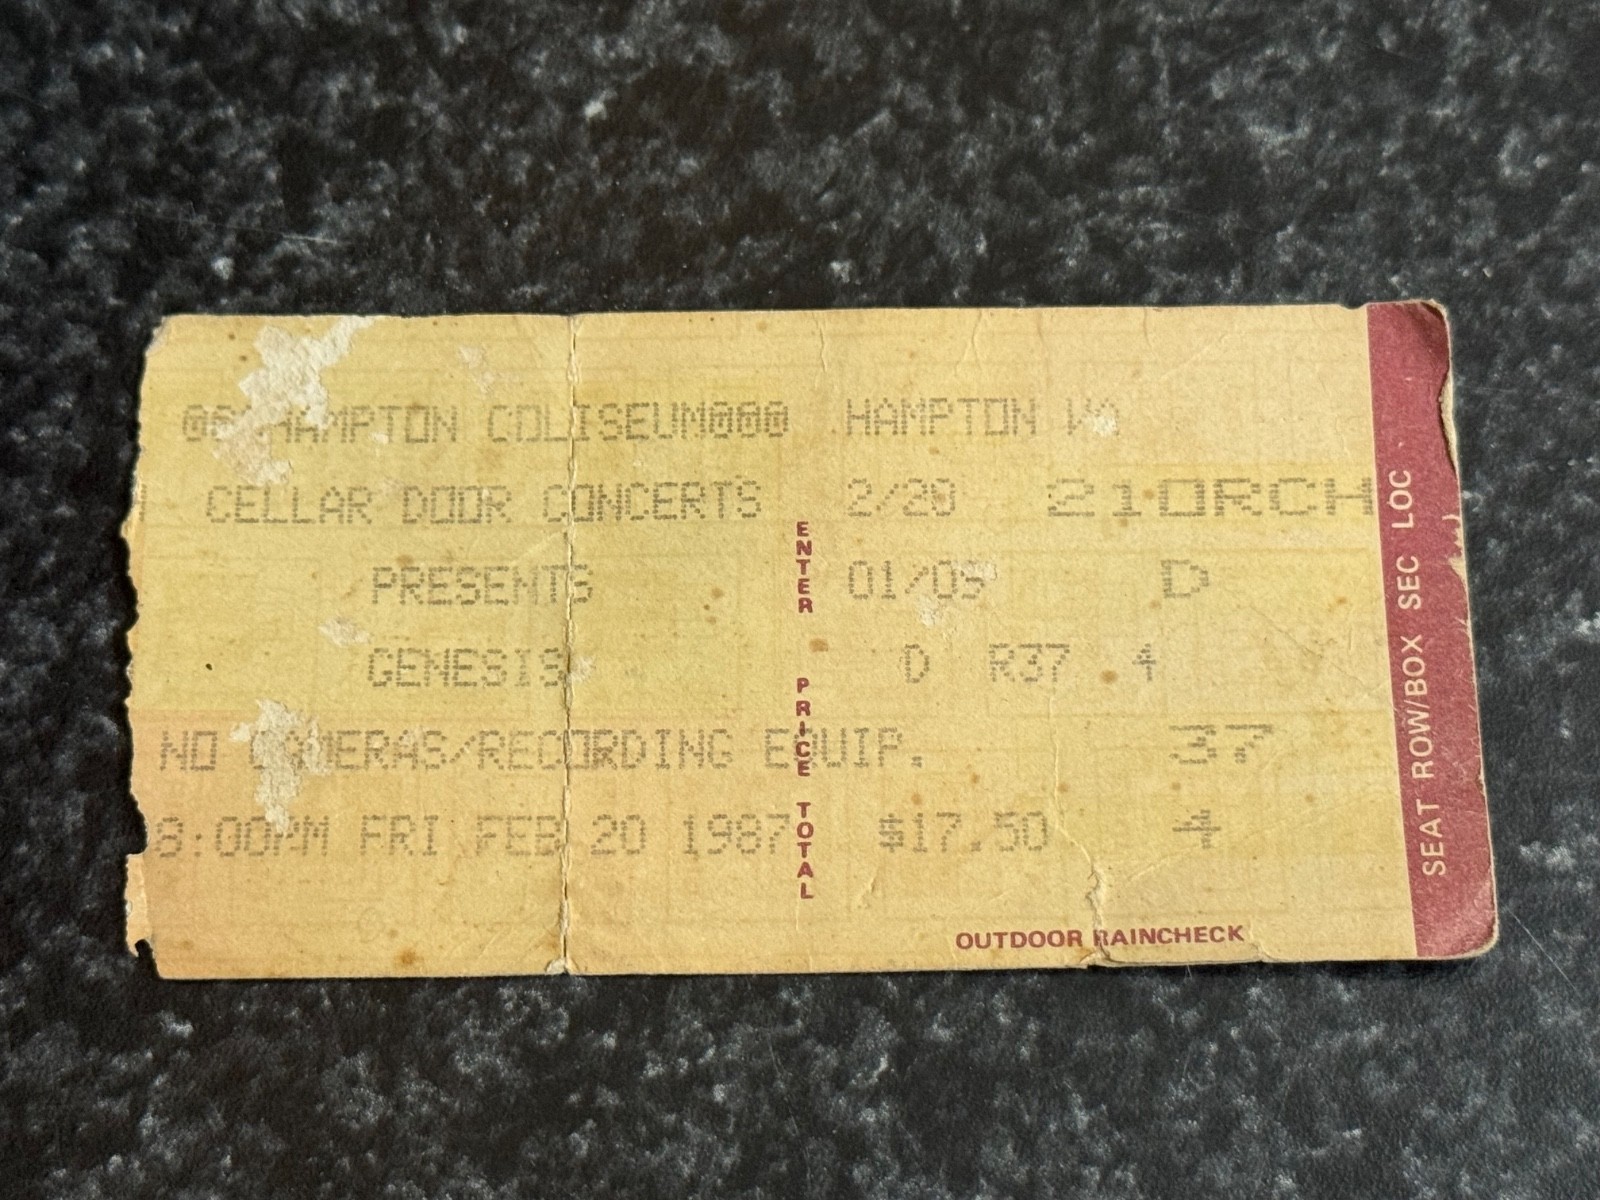 HAMPTON COLISEUM@@@ HAMPTON VA
CELLAR DOOR CONCERTS 2/20 210RCH
PRESENTS 01/05 D
GENESIS D R37 4
NO CAMERAS/RECORDING EQUIP. 37
8:00PM FRI FEB 20 1987 $17.50 4
ENTER PRICE TOTAL
OUTDOOR RAINCHECK
SEAT ROW/BOX SEC LOC